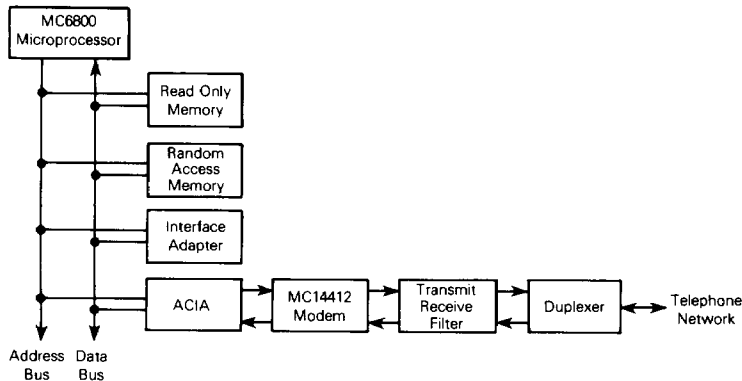 MC6800
Microprocessor
Read Only
Memory
Random
Access
Memory
Interface
Adapter
ACIA
MC14412
Modem
Transmit
Receive
Filter
Duplexer
Telephone
Network
Address
Bus
Data
Bus